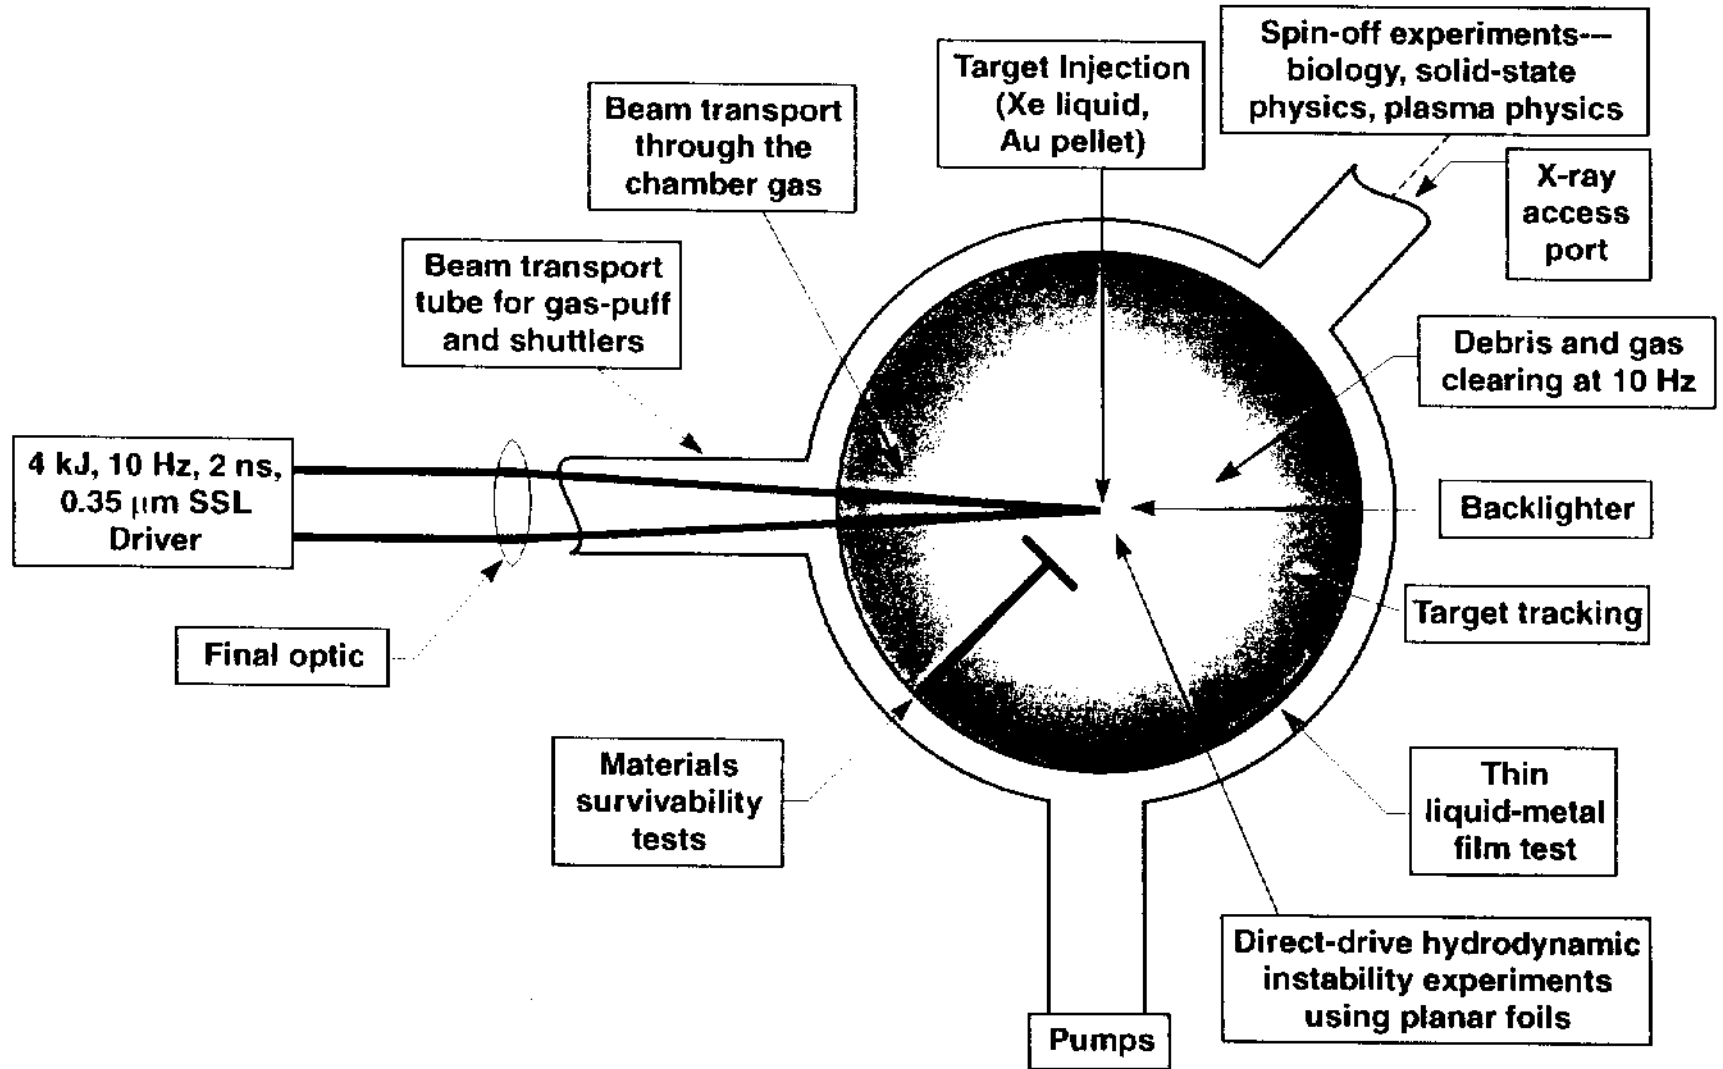 Spin-off experiments—
biology, solid-state
physics, plasma physics
Target Injection
(Xe liquid,
Au pellet)
Beam transport
through the
chamber gas
X-ray
access
port
Beam transport
tube for gas-puff
and shuttlers
Debris and gas
clearing at 10 Hz
4 kJ, 10 Hz, 2 ns,
0.35 μm SSL
Driver
Backlighter
Target tracking
Final optic
Materials
survivability
tests
Thin
liquid-metal
film test
Direct-drive hydrodynamic
instability experiments
using planar foils
Pumps